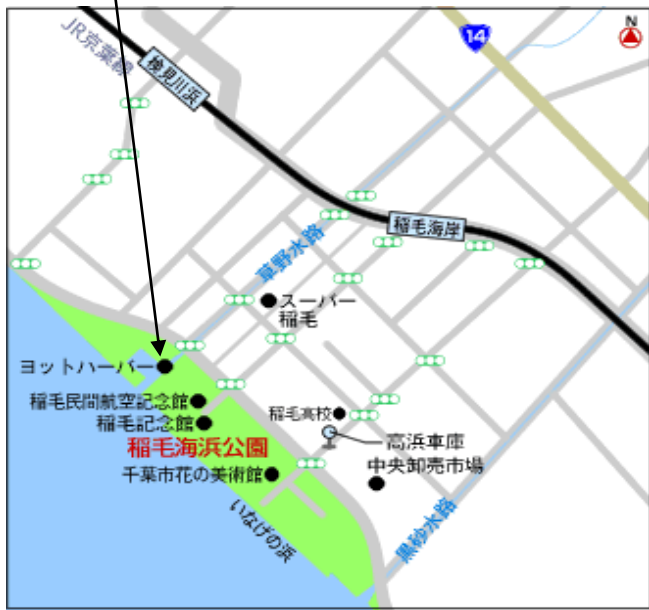 N
14
JR京葉線
検見川浜
稲毛海岸
草野水路
スーパー
稲毛
ヨットハーバー
稲毛民間航空記念館
稲毛高校
稲毛記念館
稲毛海浜公園
高浜車庫
中央卸売市場
千葉市花の美術館
いなげの浜
黒砂水路